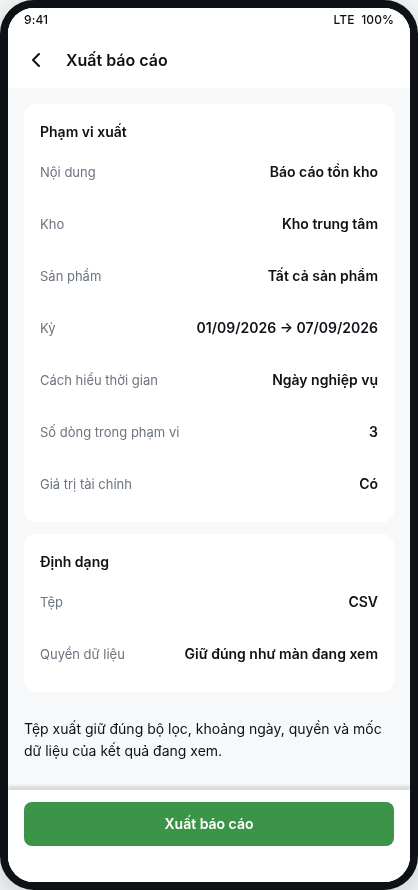 9:41 LTE 100%
Xuất báo cáo
Phạm vi xuất
Nội dung Báo cáo tồn kho
Kho Kho trung tâm
Sản phẩm Tất cả sản phẩm
Kỳ 01/09/2026 → 07/09/2026
Cách hiểu thời gian Ngày nghiệp vụ
Số dòng trong phạm vi 3
Giá trị tài chính Có
Định dạng
Tệp CSV
Quyền dữ liệu Giữ đúng như màn đang xem
Tệp xuất giữ đúng bộ lọc, khoảng ngày, quyền và mốc
dữ liệu của kết quả đang xem.
Xuất báo cáo